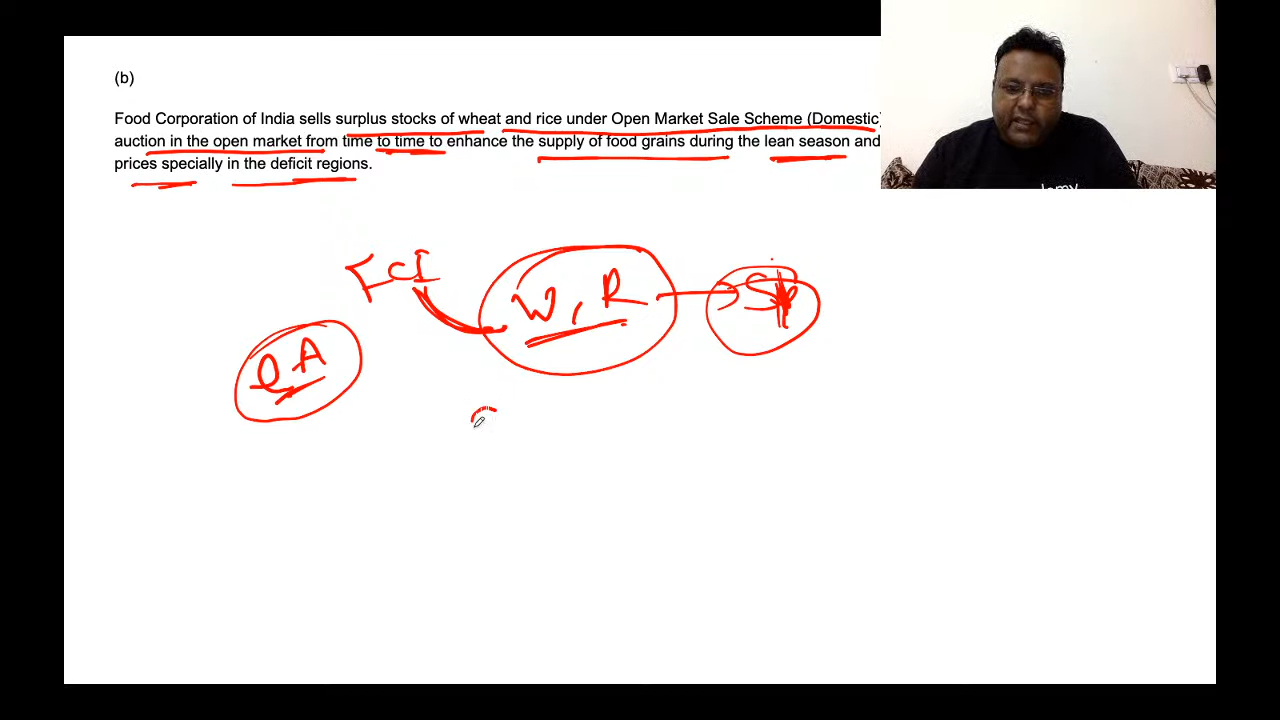 (b)
Food Corporation of India sells surplus stocks of wheat and rice under Open Market Sale Scheme (Domestic)
auction in the open market from time to time to enhance the supply of food grains during the lean season and
prices specially in the deficit regions.
FCI
W, R
eA